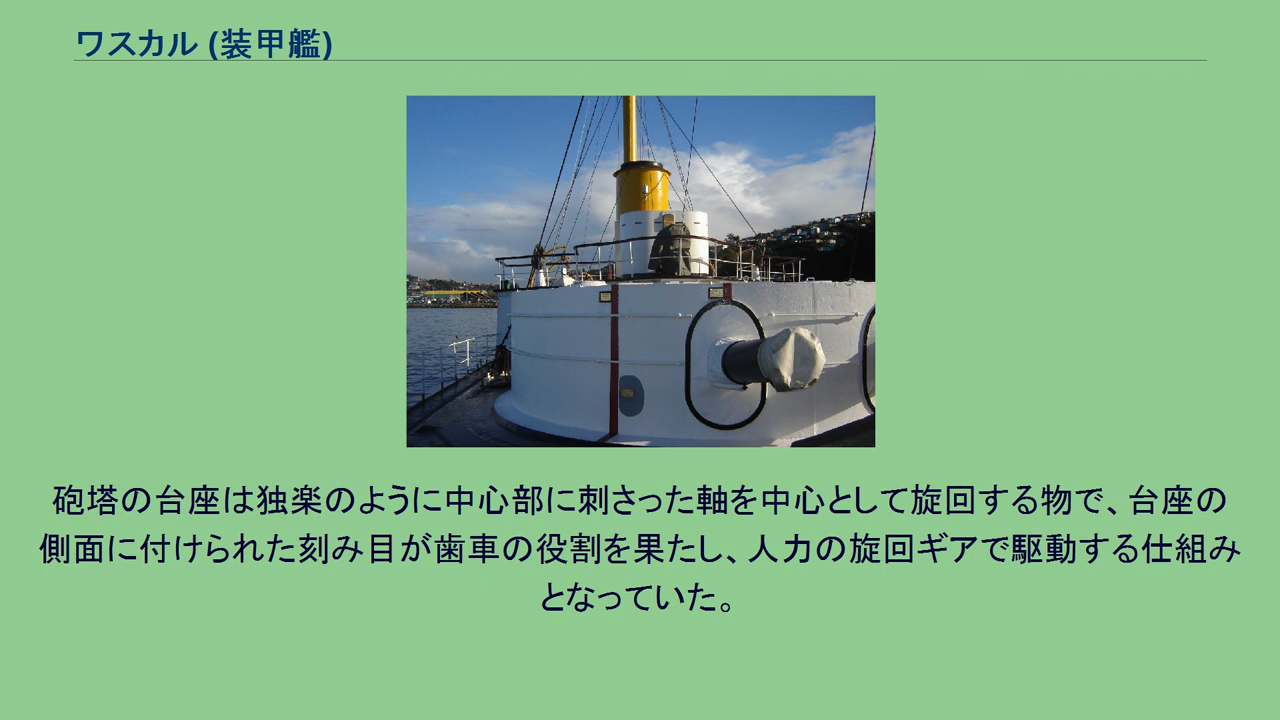 ワスカル (装甲艦)
砲塔の台座は独楽のように中心部に刺さった軸を中心として旋回する物で、台座の
側面に付けられた刻み目が歯車の役割を果たし、人力の旋回ギアで駆動する仕組み
となっていた。